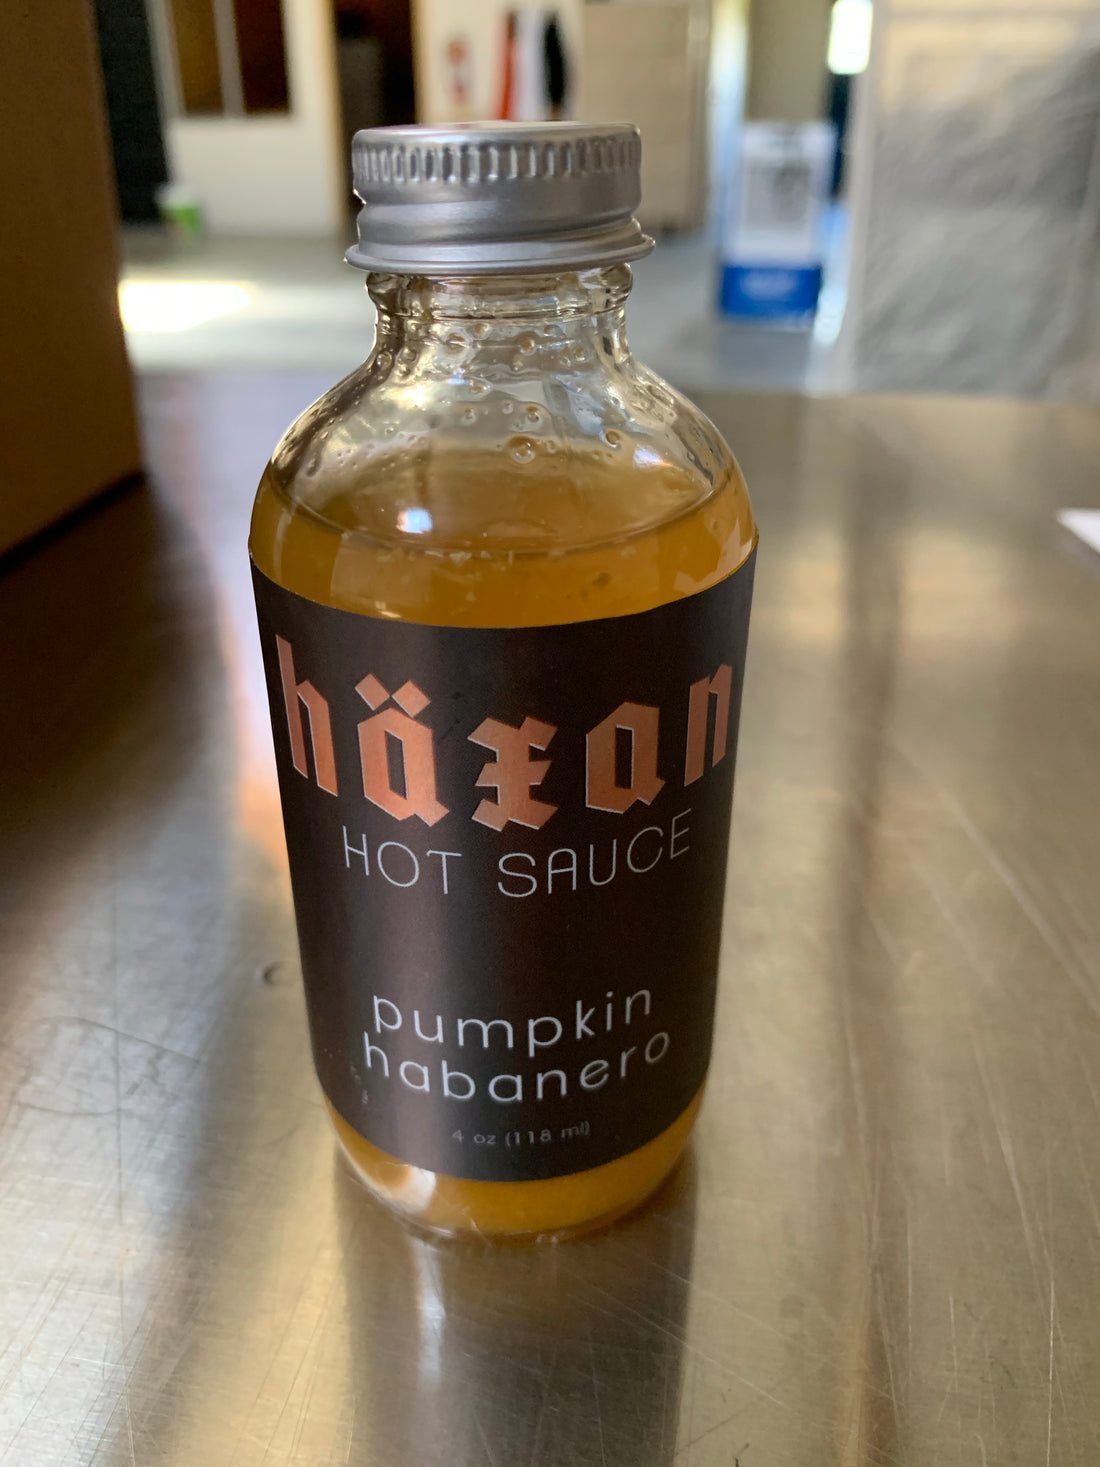 häxan
HOT SAUCE
pumpkin
habanero
4 oz (118 ml)